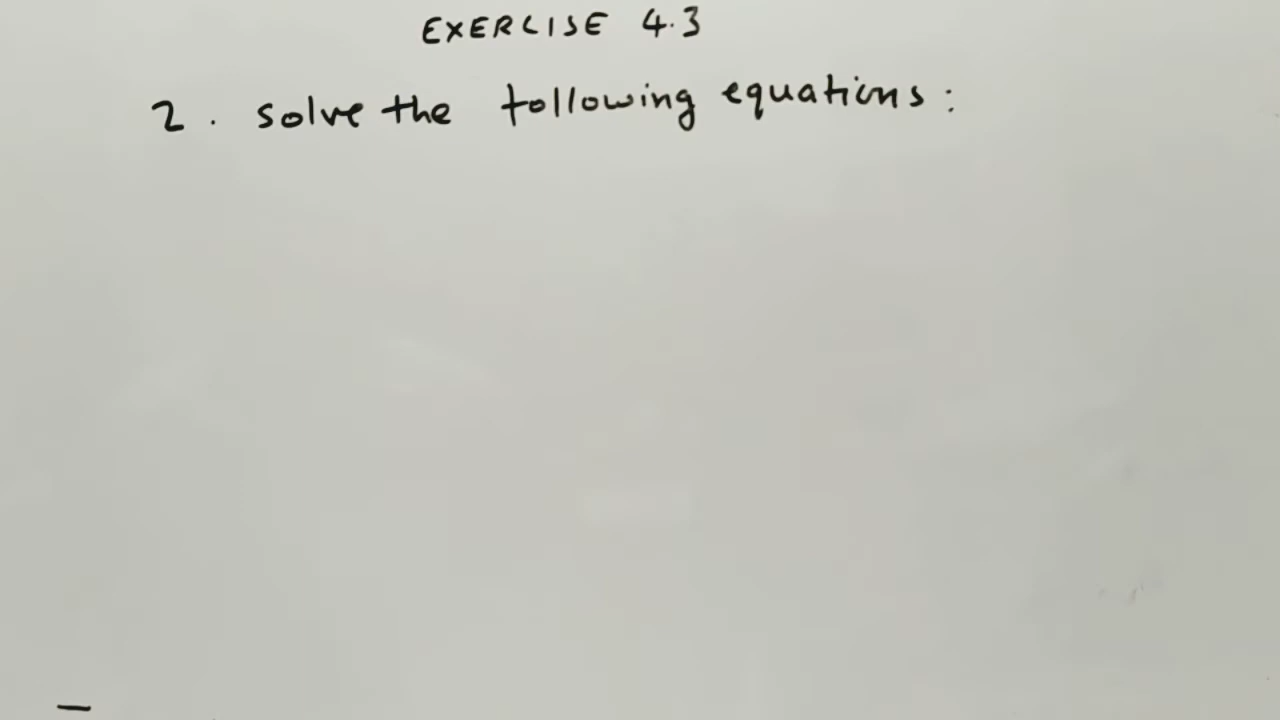 EXERCISE 4.3
2. solve the following equations: